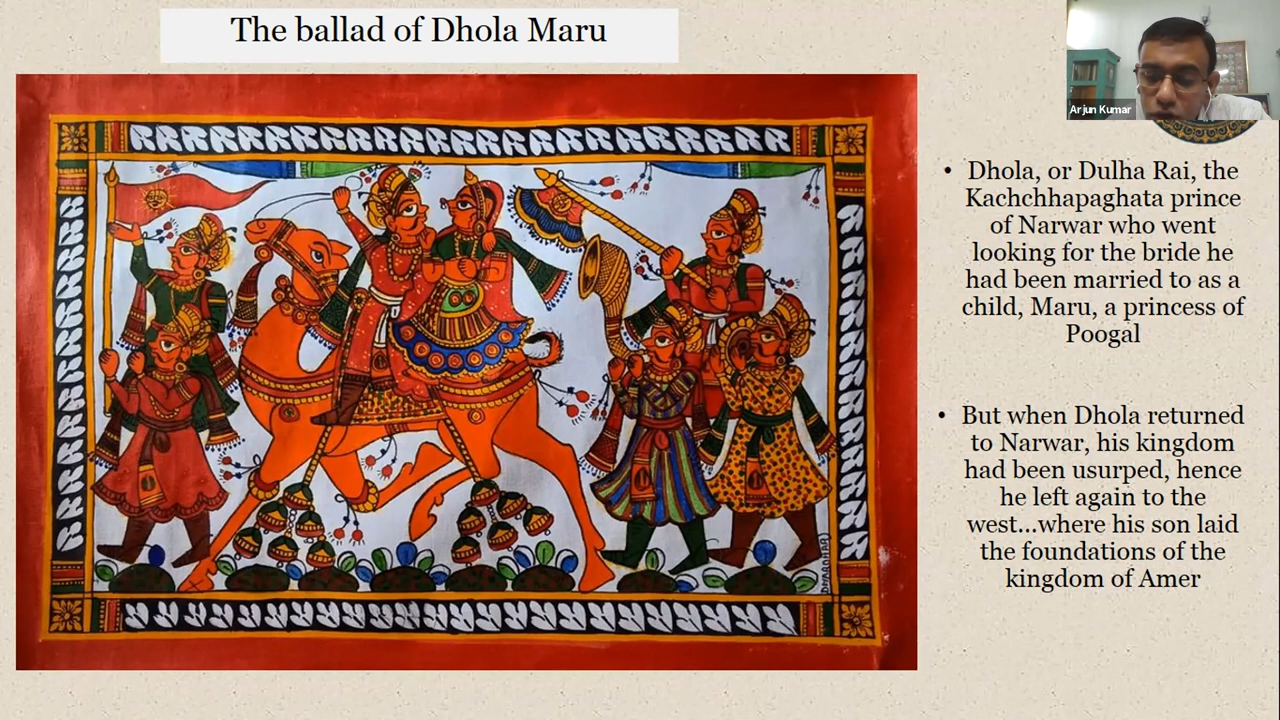 The ballad of Dhola Maru
Arjun Kumar
• Dhola, or Dulha Rai, the
Kachchhapaghata prince
of Narwar who went
looking for the bride he
had been married to as a
child, Maru, a princess of
Poogal
• But when Dhola returned
to Narwar, his kingdom
had been usurped, hence
he left again to the
west...where his son laid
the foundations of the
kingdom of Amer